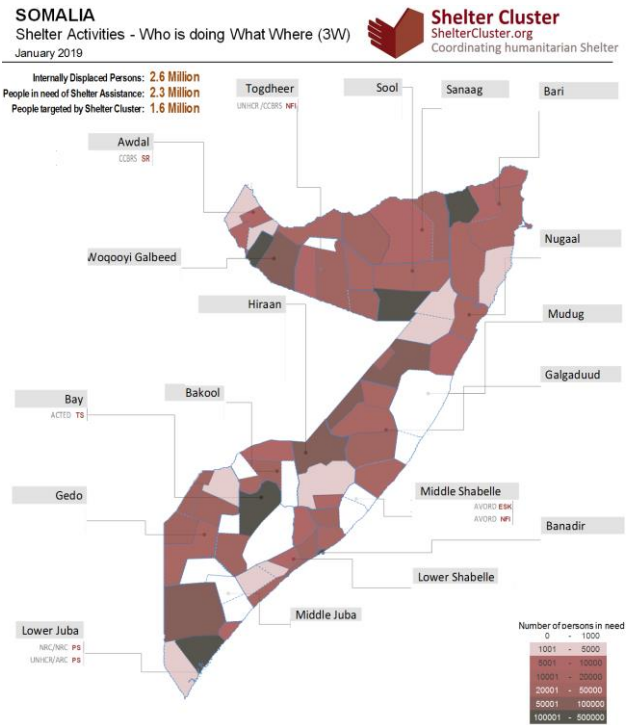 SOMALIA
Shelter Activities - Who is doing What Where (3W)
January 2019
Shelter Cluster
ShelterCluster.org
Coordinating humanitarian Shelter
Internally Displaced Persons: 2.6 Million
People in need of Shelter Assistance: 2.3 Million
People targeted by Shelter Cluster: 1.6 Million
Togdheer
UNHCR/CCBRS NFI
Sool
Sanaag
Bari
Awdal
CCBRS SR
Woqooyi Galbeed
Nugaal
Hiraan
Mudug
Galgaduud
Bay
ACTED TS
Bakool
Gedo
Middle Shabelle
AVORD ESK
AVORD NFI
Banadir
Lower Shabelle
Middle Juba
Lower Juba
NRC/NRC PS
UNHCR/ARC PS
Number of persons in need
0 - 1000
1001 - 5000
5001 - 10000
10001 - 20000
20001 - 50000
50001 100000
100001 - 500000